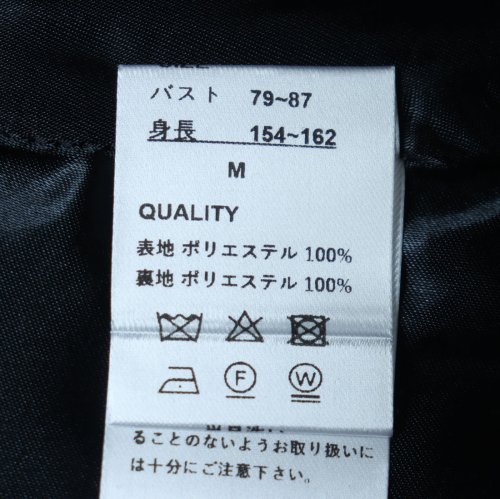 バスト 79~87
身長 154~162
M
QUALITY
表地 ポリエステル 100%
裏地 ポリエステル 100%
F W
ることのないようお取り扱いに
は十分にご注意下さい。